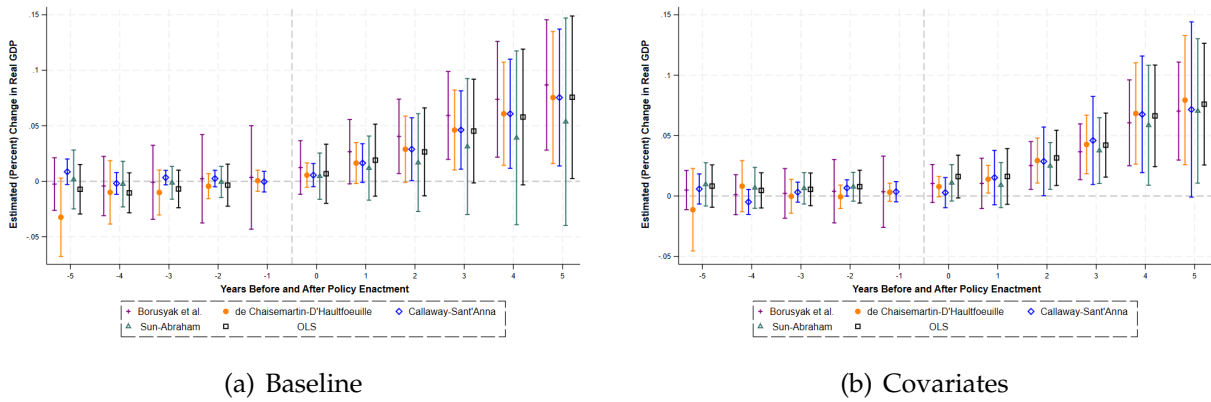 Estimated (Percent) Change in Real GDP
.15
.1
.05
0
-.05
-5 -4 -3 -2 -1 0 1 2 3 4 5
Years Before and After Policy Enactment
Borusyak et al. de Chaisemartin-D'Haultfoeuille Callaway-Sant'Anna
Sun-Abraham OLS
(a) Baseline
Estimated (Percent) Change in Real GDP
.15
.1
.05
0
-.05
-5 -4 -3 -2 -1 0 1 2 3 4 5
Years Before and After Policy Enactment
Borusyak et al. de Chaisemartin-D'Haultfoeuille Callaway-Sant'Anna
Sun-Abraham OLS
(b) Covariates